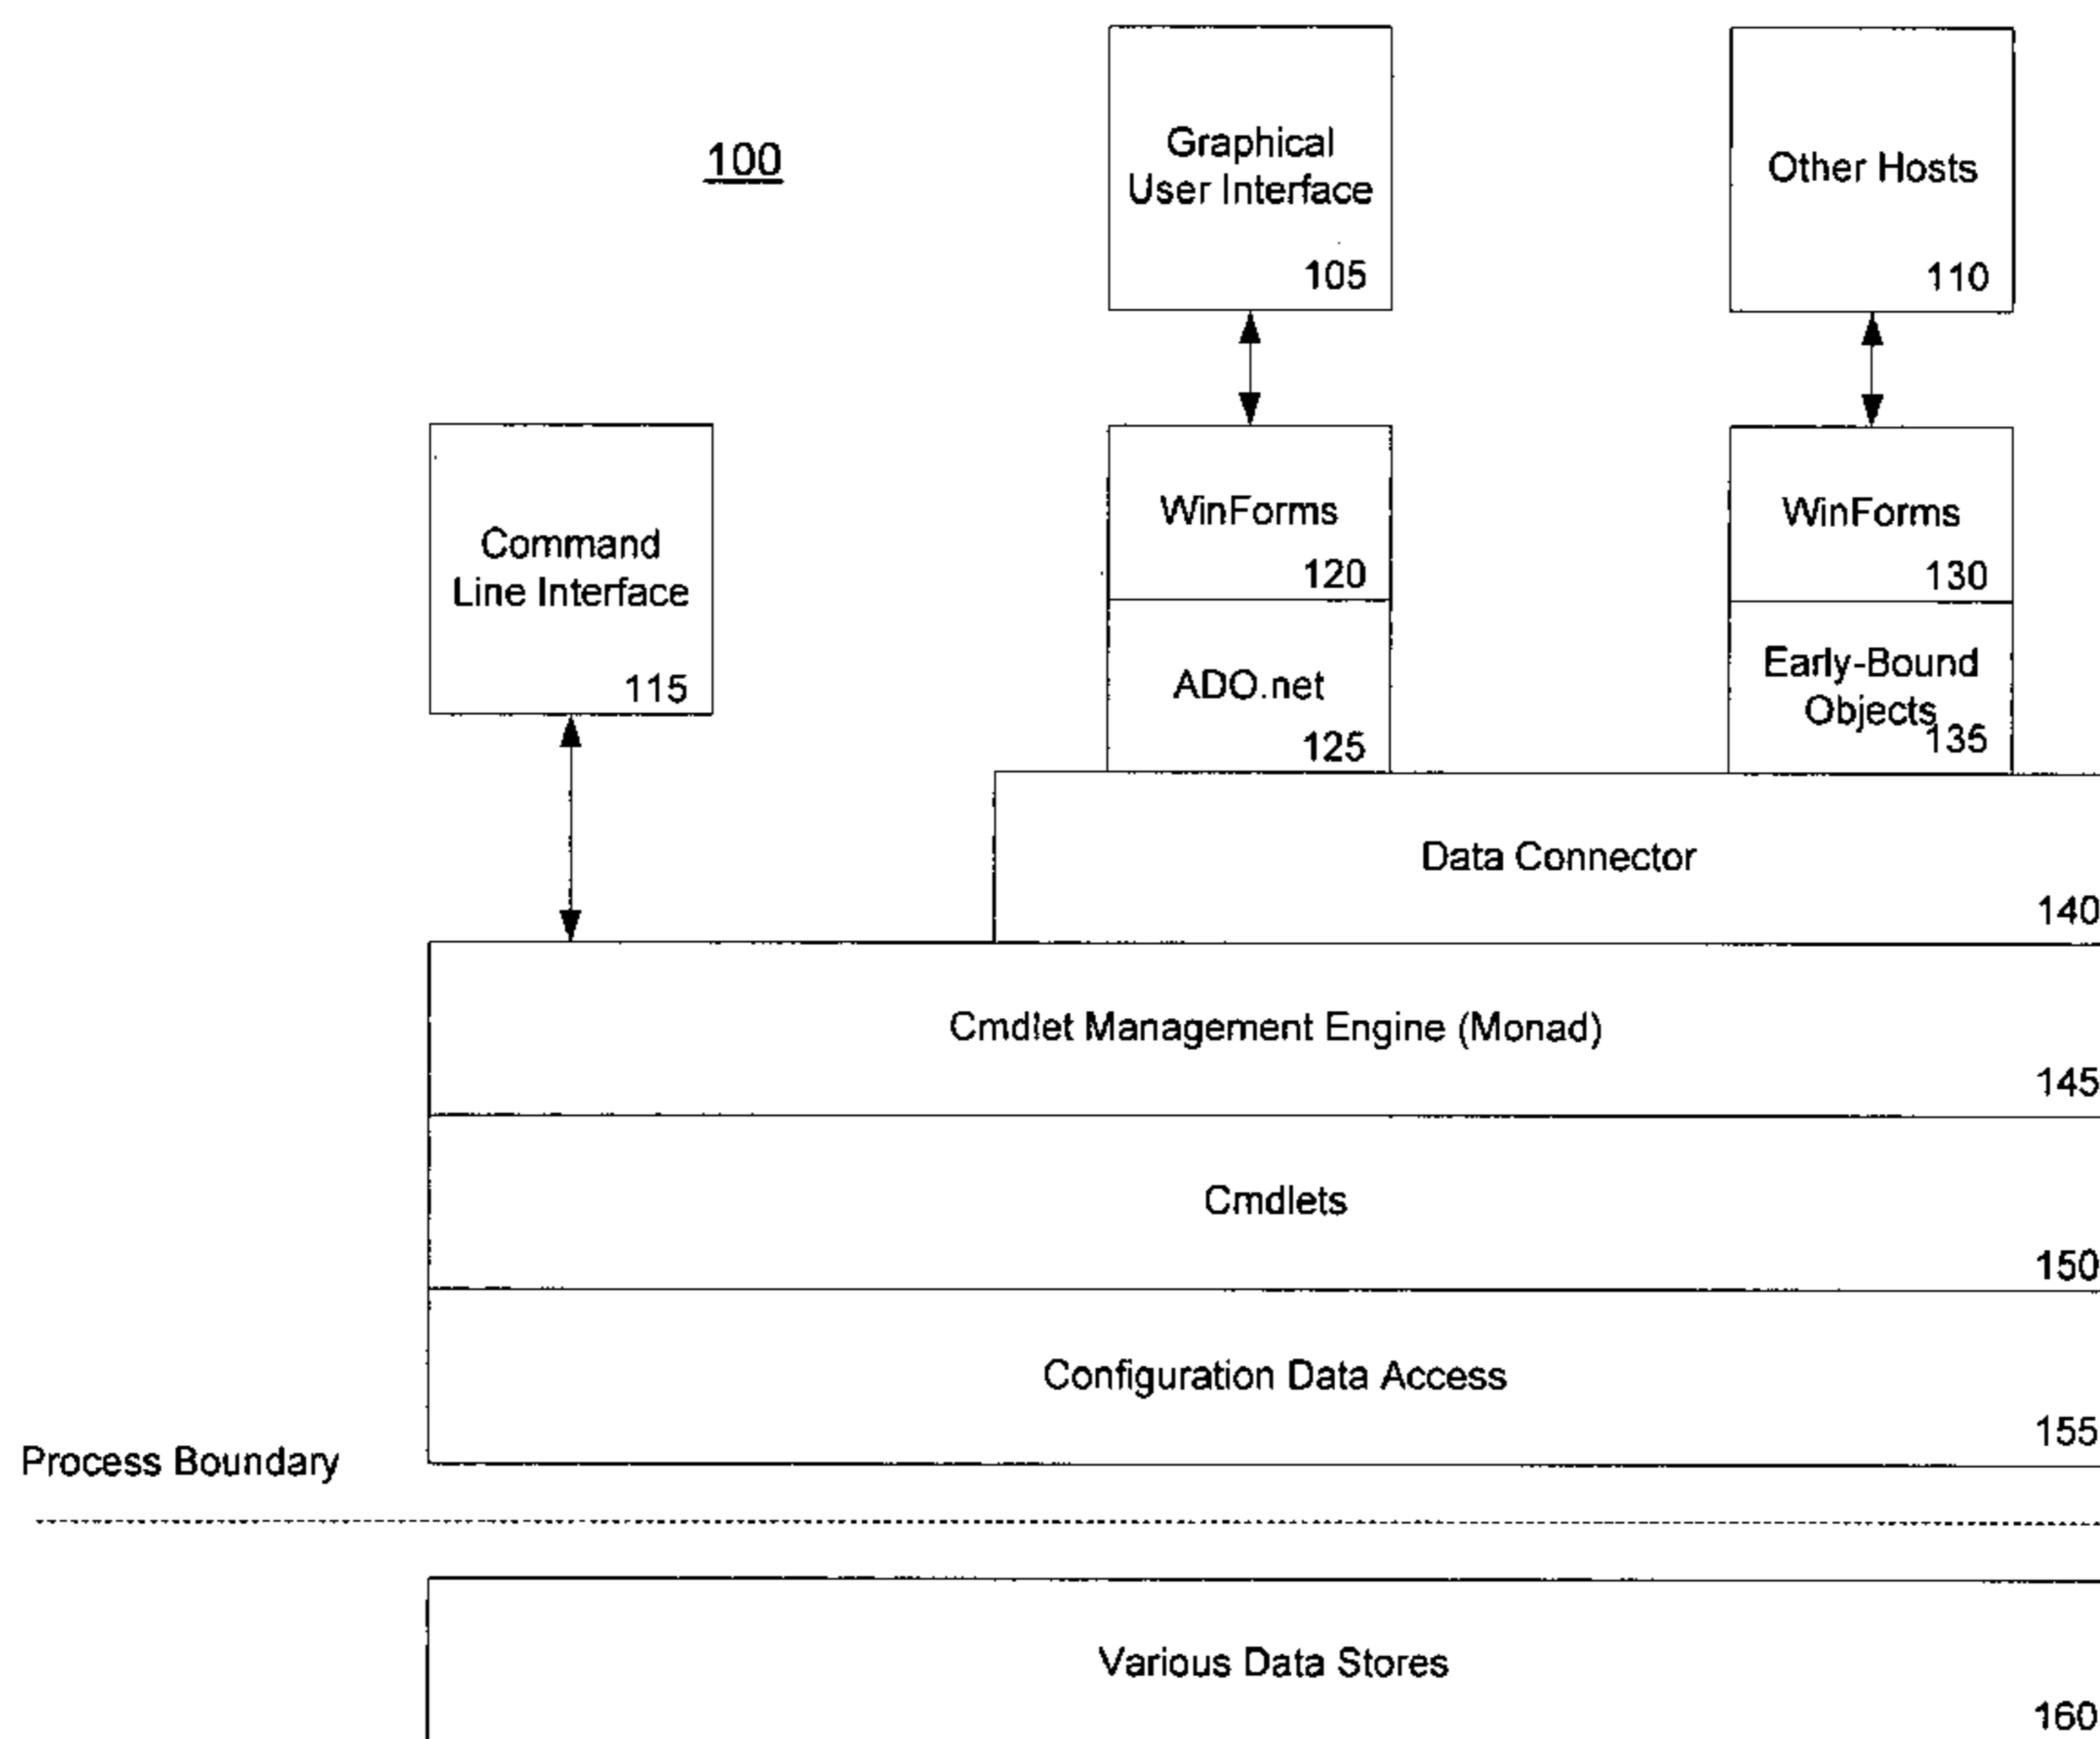 100
Graphical
User Interface
105
Other Hosts
110
Command
Line Interface
115
WinForms
120
ADO.net
125
WinForms
130
Early-Bound
Objects
135
Data Connector
140
Cmdlet Management Engine (Monad)
145
Cmdlets
150
Configuration Data Access
155
Process Boundary
Various Data Stores
160